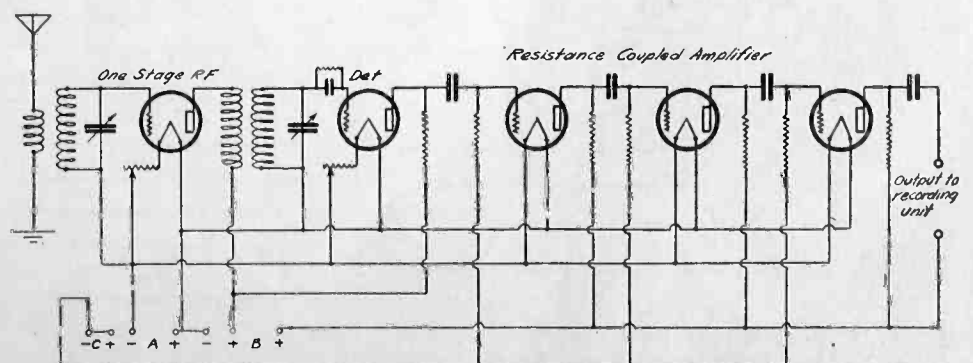 One Stage RF
Det
Resistance Coupled Amplifier
Output to
recording
unit
- C + - A + - + B +